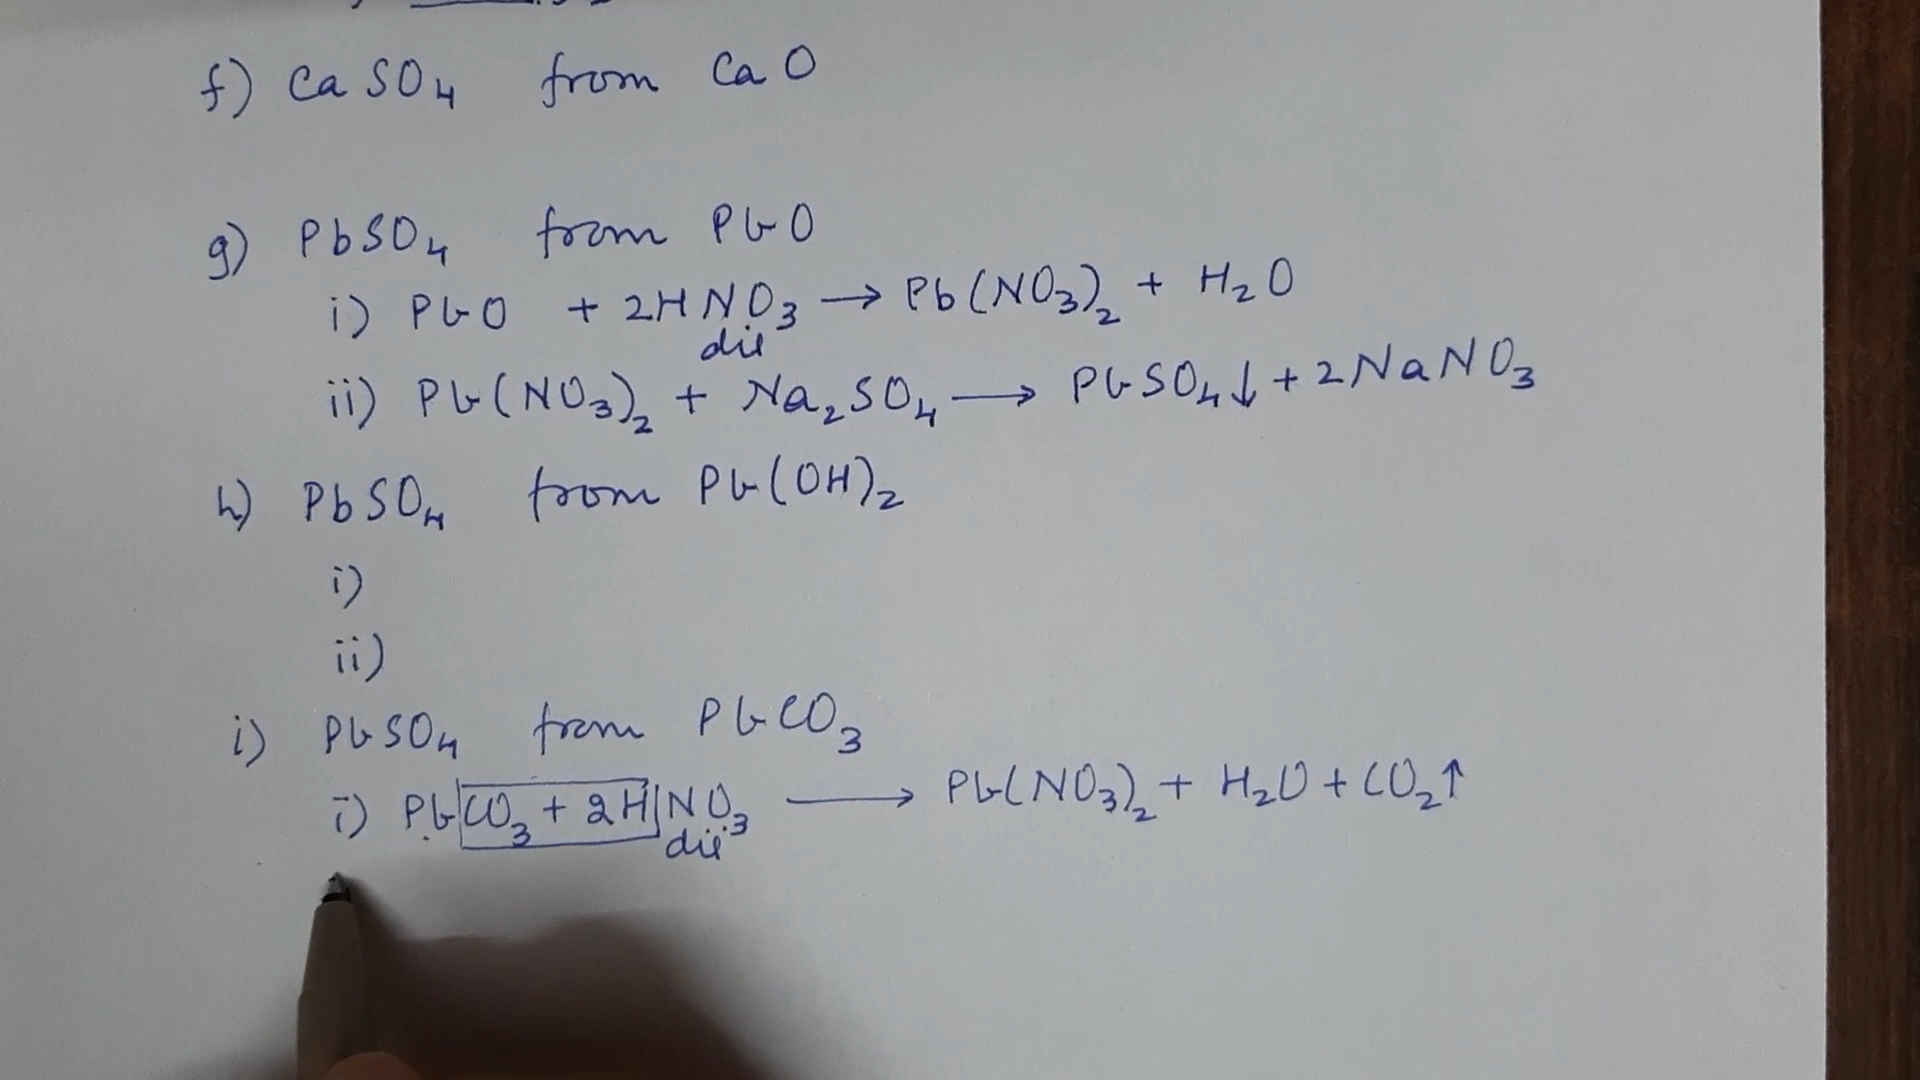 f) CaSO₄ from CaO
g) PbSO₄ from PbO
i) PbO + 2HNO₃ → Pb(NO₃)₂ + H₂O
dil
ii) Pb(NO₃)₂ + Na₂SO₄ → PbSO₄↓ + 2NaNO₃
h) PbSO₄ from Pb(OH)₂
i)
ii)
i) PbSO₄ from PbCO₃
i) PbCO₃ + 2HNO₃ → Pb(NO₃)₂ + H₂O + CO₂↑
dil